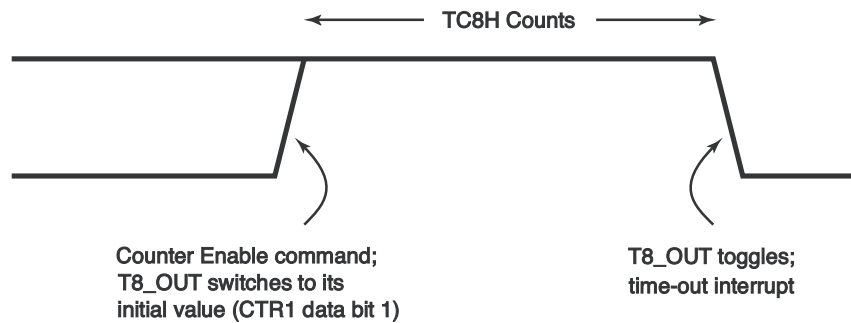 TC8H Counts
Counter Enable command;
T8_OUT switches to its
initial value (CTR1 data bit 1)
T8_OUT toggles;
time-out interrupt